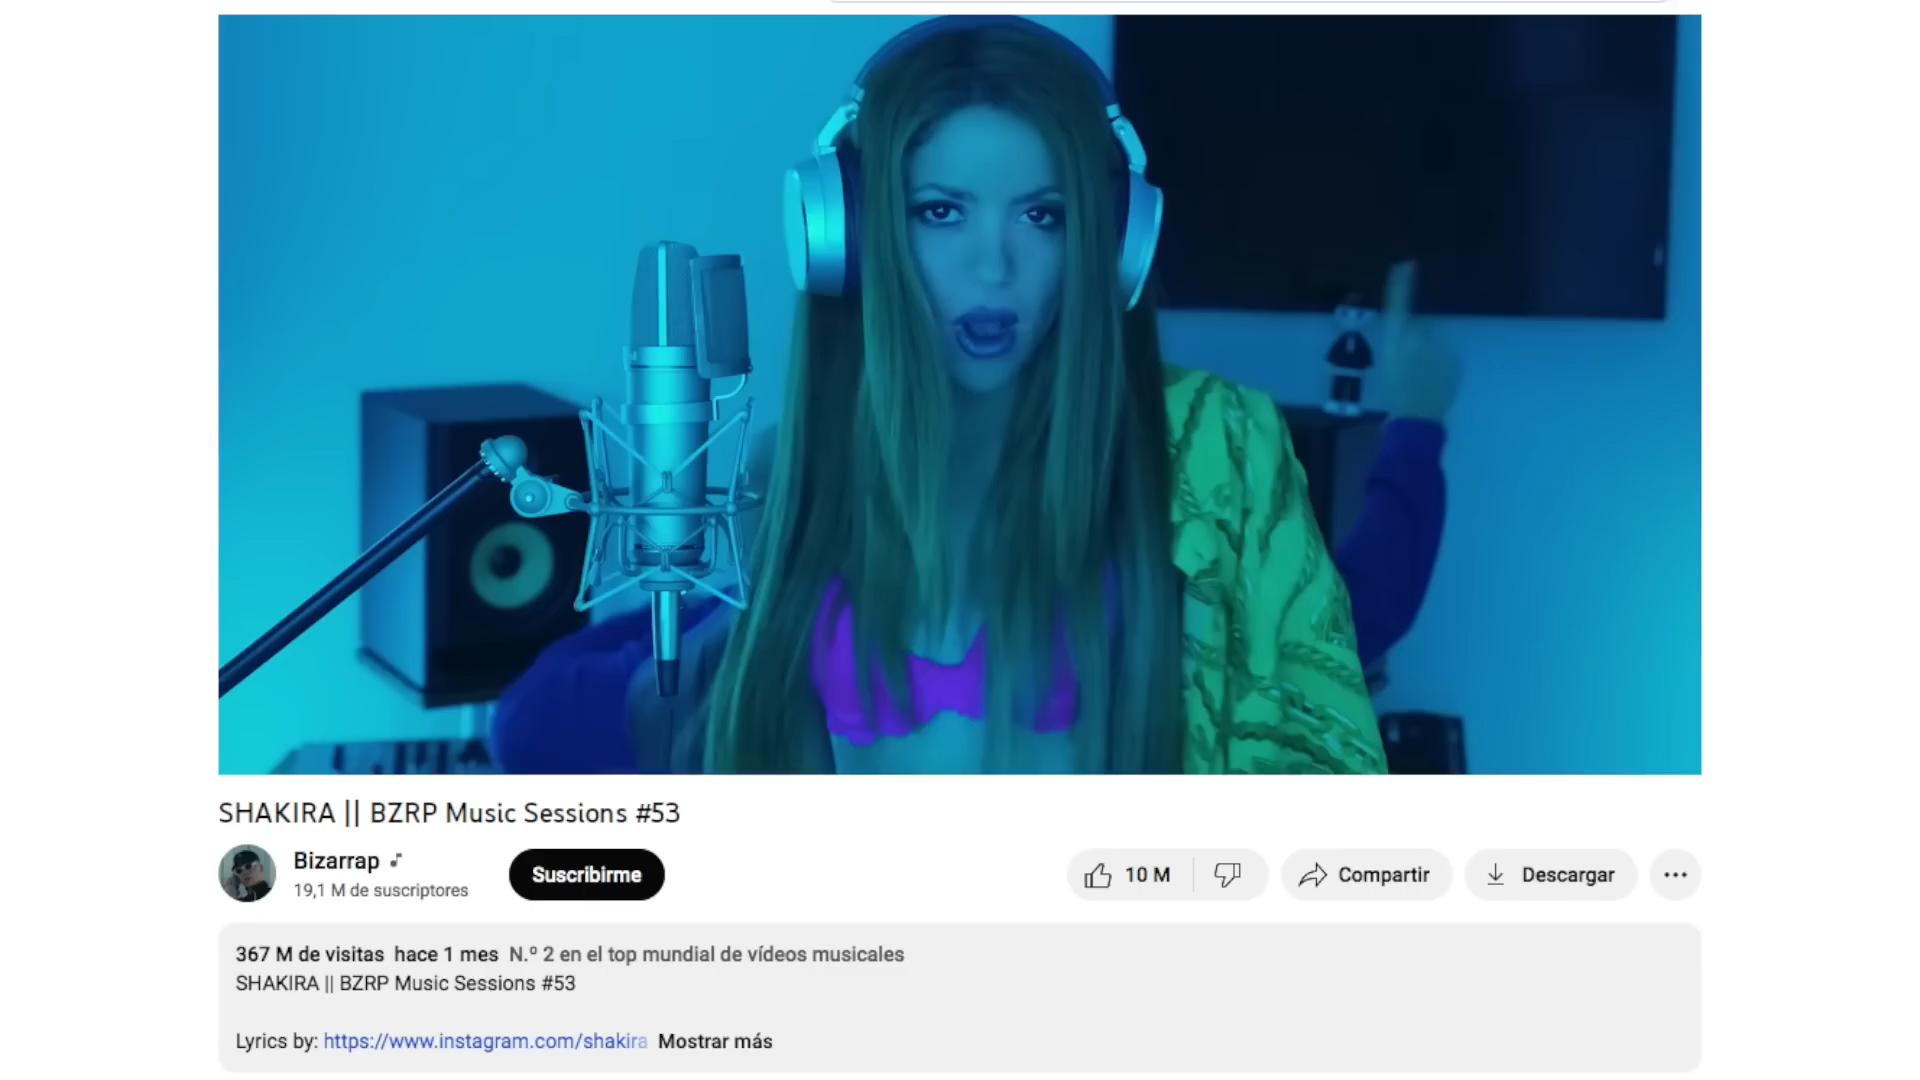 SHAKIRA || BZRP Music Sessions #53
Bizarrap
19,1 M de suscriptores
Suscribirme
10 M
Compartir
Descargar
367 M de visitas hace 1 mes N.º 2 en el top mundial de vídeos musicales
SHAKIRA || BZRP Music Sessions #53
Lyrics by: https://www.instagram.com/shakira Mostrar más